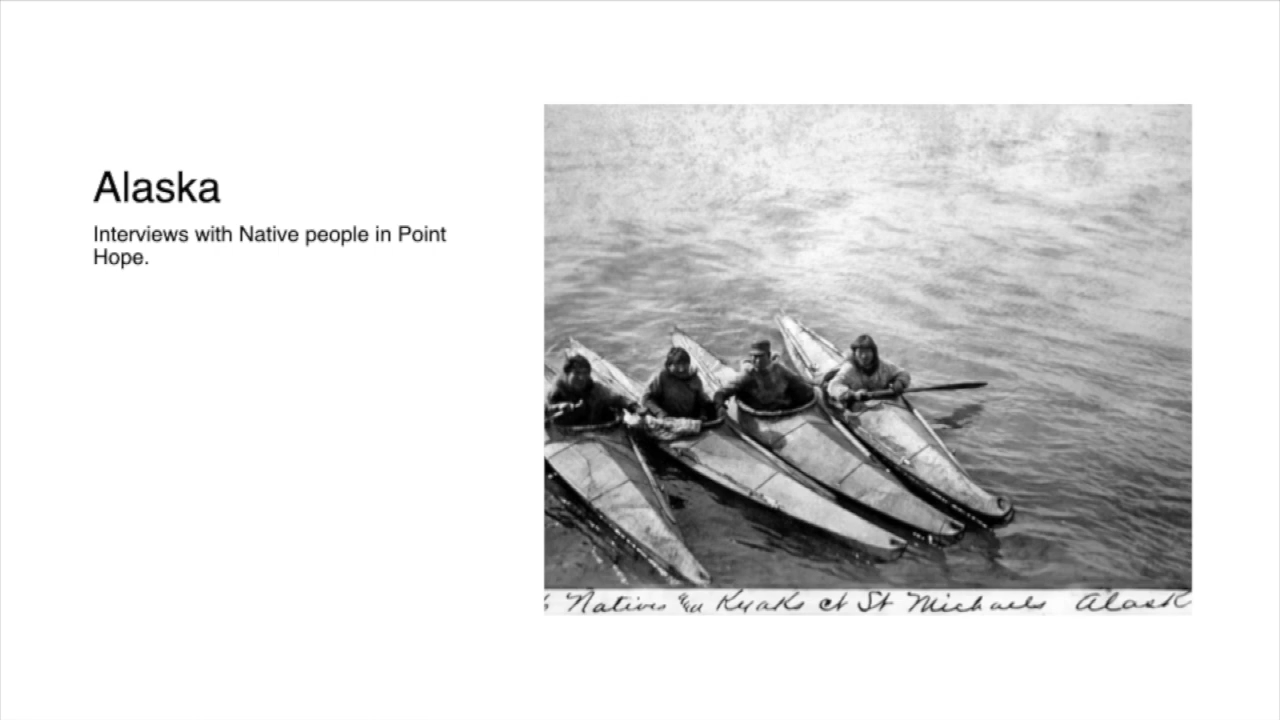 Alaska
Interviews with Native people in Point
Hope.
Natives in Kyaks at St Michaels Alask